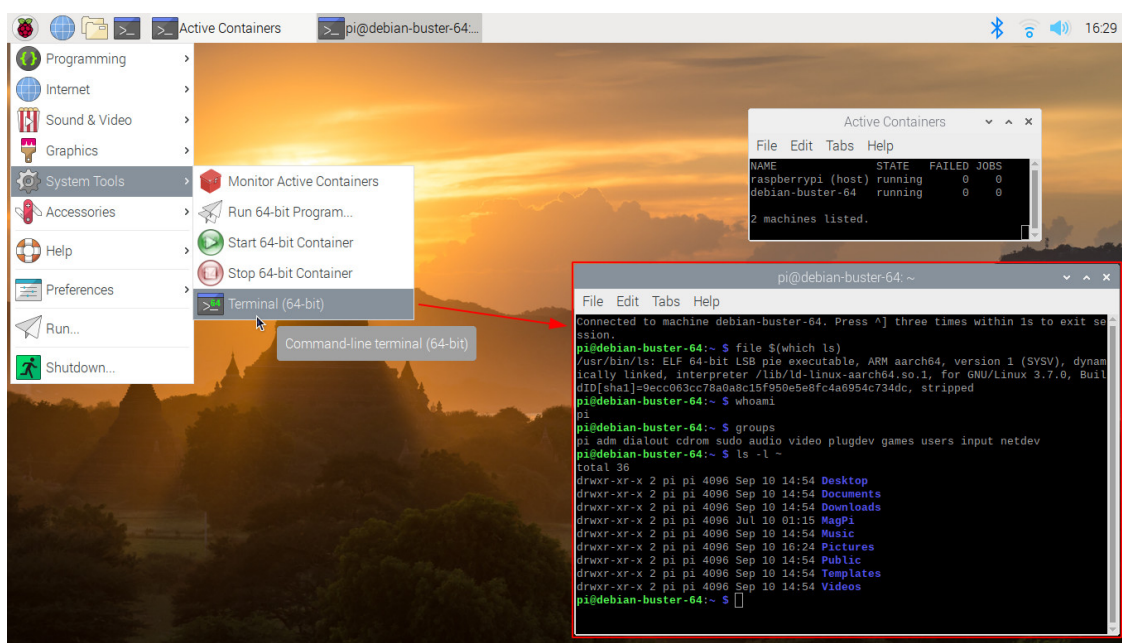 Active Containers
pi@debian-buster-64:...
16:29
Programming
Internet
Sound & Video
Graphics
System Tools
Accessories
Help
Preferences
Run...
Shutdown...
Monitor Active Containers
Run 64-bit Program...
Start 64-bit Container
Stop 64-bit Container
Terminal (64-bit)
Command-line terminal (64-bit)
Active Containers
File Edit Tabs Help
NAME STATE FAILED JOBS
raspberrypi (host) running 0 0
debian-buster-64 running 0 0
2 machines listed.
pi@debian-buster-64: ~
File Edit Tabs Help
Connected to machine debian-buster-64. Press ^] three times within 1s to exit se
ssion.
pi@debian-buster-64:~ $ file $(which ls)
/usr/bin/ls: ELF 64-bit LSB pie executable, ARM aarch64, version 1 (SYSV), dynam
ically linked, interpreter /lib/ld-linux-aarch64.so.1, for GNU/Linux 3.7.0, Buil
dID[sha1]=9ecc063cc78a0a8c15f950e5e8fc4a6954c734dc, stripped
pi@debian-buster-64:~ $ whoami
pi
pi@debian-buster-64:~ $ groups
pi adm dialout cdrom sudo audio video plugdev games users input netdev
pi@debian-buster-64:~ $ ls -l ~
total 36
drwxr-xr-x 2 pi pi 4096 Sep 10 14:54 Desktop
drwxr-xr-x 2 pi pi 4096 Sep 10 14:54 Documents
drwxr-xr-x 2 pi pi 4096 Sep 10 14:54 Downloads
drwxr-xr-x 2 pi pi 4096 Jul 10 01:15 MagPi
drwxr-xr-x 2 pi pi 4096 Sep 10 14:54 Music
drwxr-xr-x 2 pi pi 4096 Sep 10 16:24 Pictures
drwxr-xr-x 2 pi pi 4096 Sep 10 14:54 Public
drwxr-xr-x 2 pi pi 4096 Sep 10 14:54 Templates
drwxr-xr-x 2 pi pi 4096 Sep 10 14:54 Videos
pi@debian-buster-64:~ $